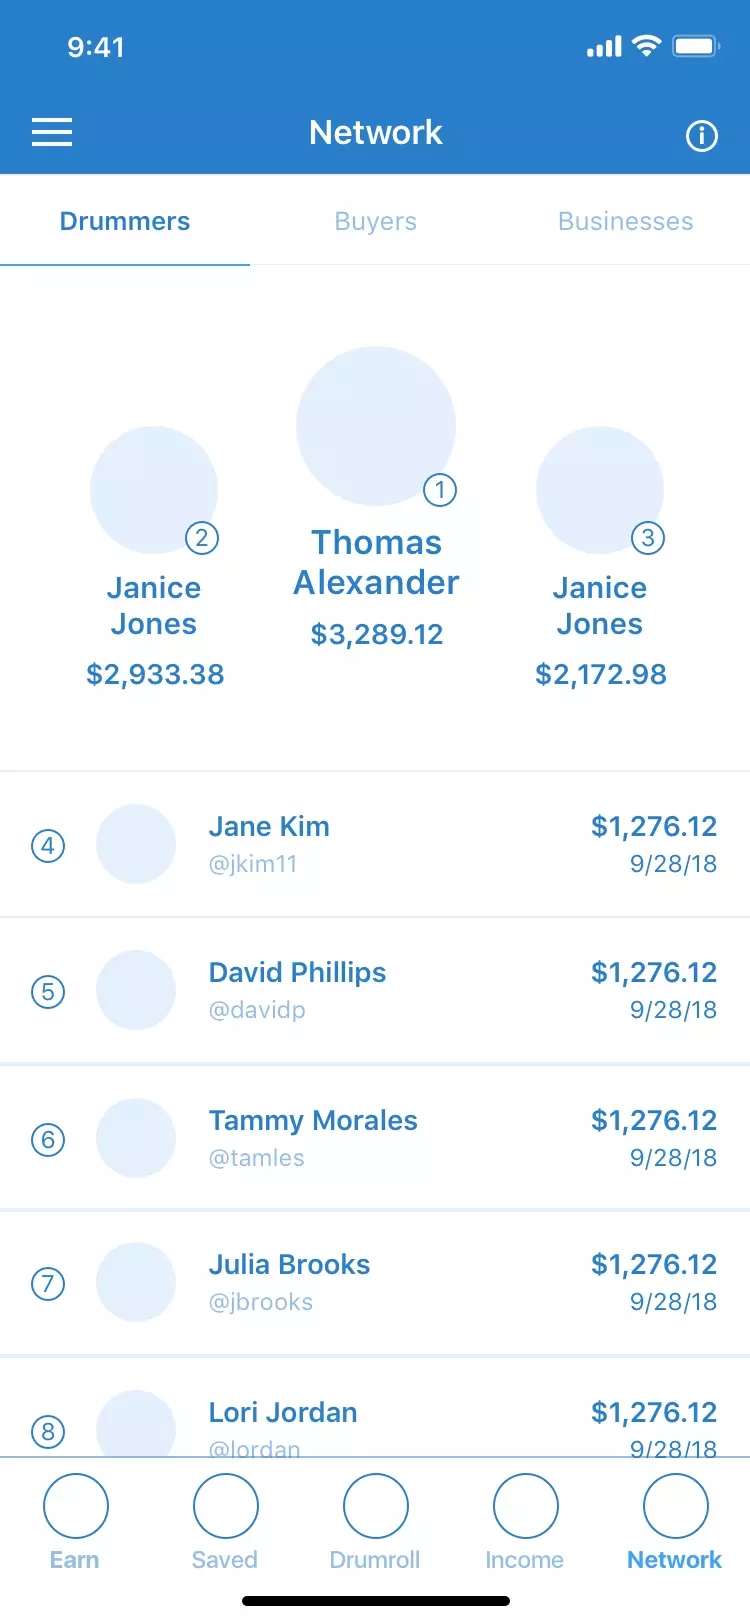 9:41
Network
Drummers Buyers Businesses
1
Thomas
Alexander
$3,289.12
2
Janice
Jones
$2,933.38
3
Janice
Jones
$2,172.98
4 Jane Kim $1,276.12
@jkim11 9/28/18
5 David Phillips $1,276.12
@davidp 9/28/18
6 Tammy Morales $1,276.12
@tamles 9/28/18
7 Julia Brooks $1,276.12
@jbrooks 9/28/18
8 Lori Jordan $1,276.12
@lordan 9/28/18
Earn Saved Drumroll Income Network